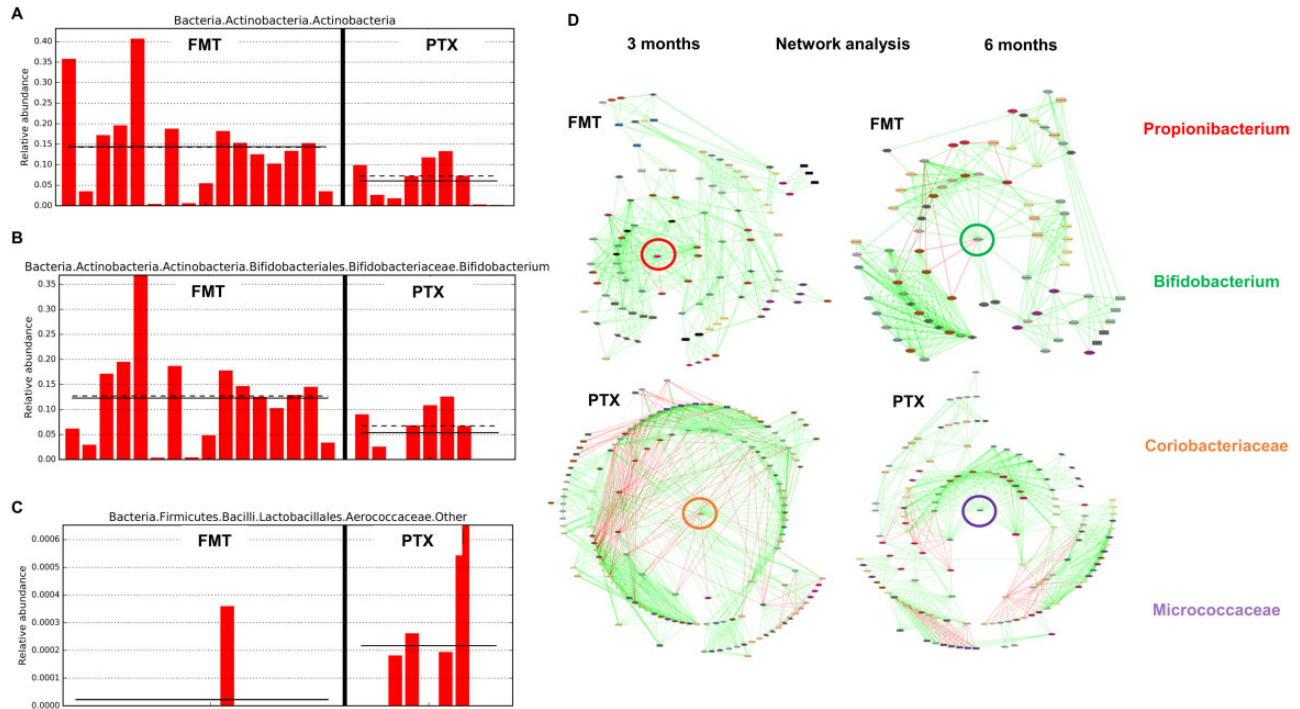 A
Bacteria.Actinobacteria.Actinobacteria
FMT
PTX
Relative abundance
0.40
0.35
0.30
0.25
0.20
0.15
0.10
0.05
0.00
B
Bacteria.Actinobacteria.Actinobacteria.Bifidobacteriales.Bifidobacteriaceae.Bifidobacterium
FMT
PTX
Relative abundance
0.35
0.30
0.25
0.20
0.15
0.10
0.05
0.00
C
Bacteria.Firmicutes.Bacilli.Lactobacillales.Aerococcaceae.Other
FMT
PTX
Relative abundance
0.0006
0.0005
0.0004
0.0003
0.0002
0.0001
0.0000
D
3 months
Network analysis
6 months
FMT
FMT
PTX
PTX
Propionibacterium
Bifidobacterium
Coriobacteriaceae
Micrococcaceae